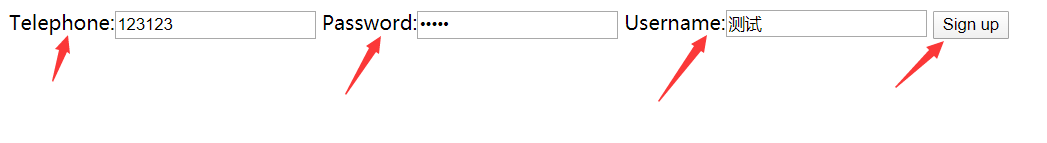 Telephone:123123 Password:••••• Username:测试 Sign up